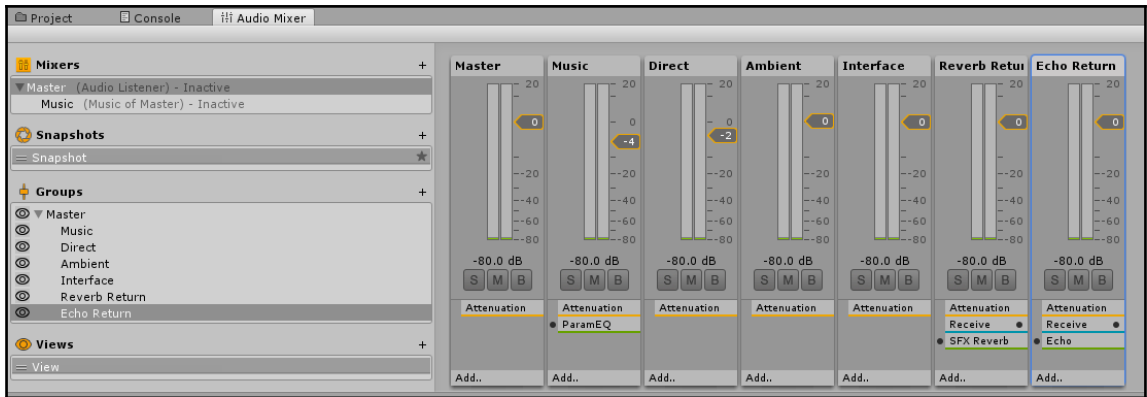 Project Console Audio Mixer
Mixers +
Master (Audio Listener) - Inactive
Music (Music of Master) - Inactive
Snapshots +
Snapshot
Groups +
Master
Music
Direct
Ambient
Interface
Reverb Return
Echo Return
Views +
View
Master Music Direct Ambient Interface Reverb Retu Echo Return
20 20 20 20 20 20 20
0 0 0 0 0 0 0
-4 -2
-20 -20 -20 -20 -20 -20 -20
-40 -40 -40 -40 -40 -40 -40
-60 -60 -60 -60 -60 -60 -60
-80 -80 -80 -80 -80 -80 -80
-80.0 dB -80.0 dB -80.0 dB -80.0 dB -80.0 dB -80.0 dB -80.0 dB
S M B S M B S M B S M B S M B S M B S M B
Attenuation Attenuation Attenuation Attenuation Attenuation Attenuation Attenuation
ParamEQ Receive Receive
SFX Reverb Echo
Add.. Add.. Add.. Add.. Add.. Add.. Add..